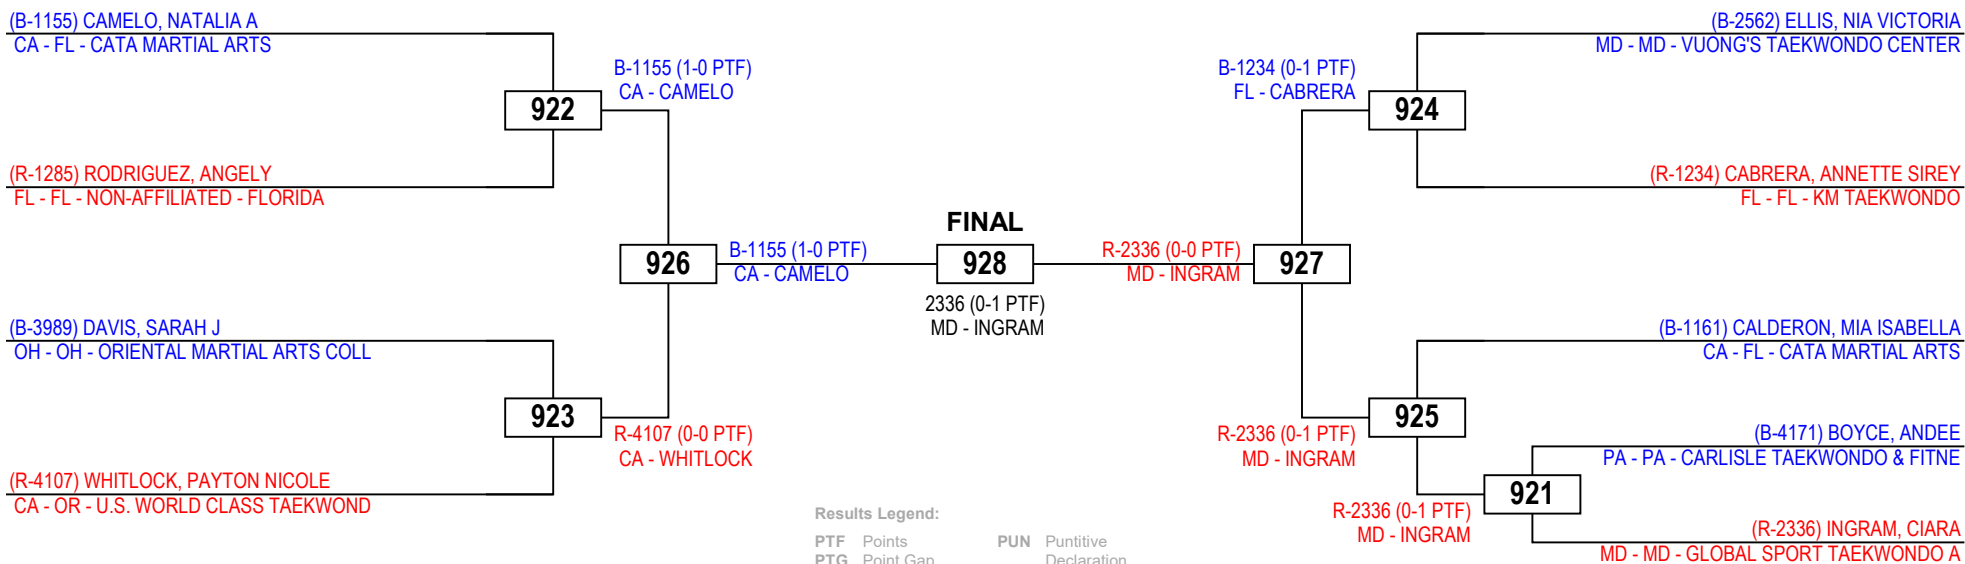 (B-1155) CAMELO, NATALIA A
CA - FL - CATA MARTIAL ARTS
B-1155 (1-0 PTF)
CA - CAMELO
922
(R-1285) RODRIGUEZ, ANGELY
FL - FL - NON-AFFILIATED - FLORIDA
926
B-1155 (1-0 PTF)
CA - CAMELO
(B-3989) DAVIS, SARAH J
OH - OH - ORIENTAL MARTIAL ARTS COLL
923
R-4107 (0-0 PTF)
CA - WHITLOCK
(R-4107) WHITLOCK, PAYTON NICOLE
CA - OR - U.S. WORLD CLASS TAEKWOND
FINAL
928
2336 (0-1 PTF)
MD - INGRAM
(B-2562) ELLIS, NIA VICTORIA
MD - MD - VUONG'S TAEKWONDO CENTER
B-1234 (0-1 PTF)
FL - CABRERA
924
(R-1234) CABRERA, ANNETTE SIREY
FL - FL - KM TAEKWONDO
R-2336 (0-0 PTF)
MD - INGRAM
927
(B-1161) CALDERON, MIA ISABELLA
CA - FL - CATA MARTIAL ARTS
925
R-2336 (0-1 PTF)
MD - INGRAM
(B-4171) BOYCE, ANDEE
PA - PA - CARLISLE TAEKWONDO & FITNE
921
R-2336 (0-1 PTF)
MD - INGRAM
(R-2336) INGRAM, CIARA
MD - MD - GLOBAL SPORT TAEKWONDO A
Results Legend:
PTF Points PUN Puntitive
PTG Point Gap Declaration